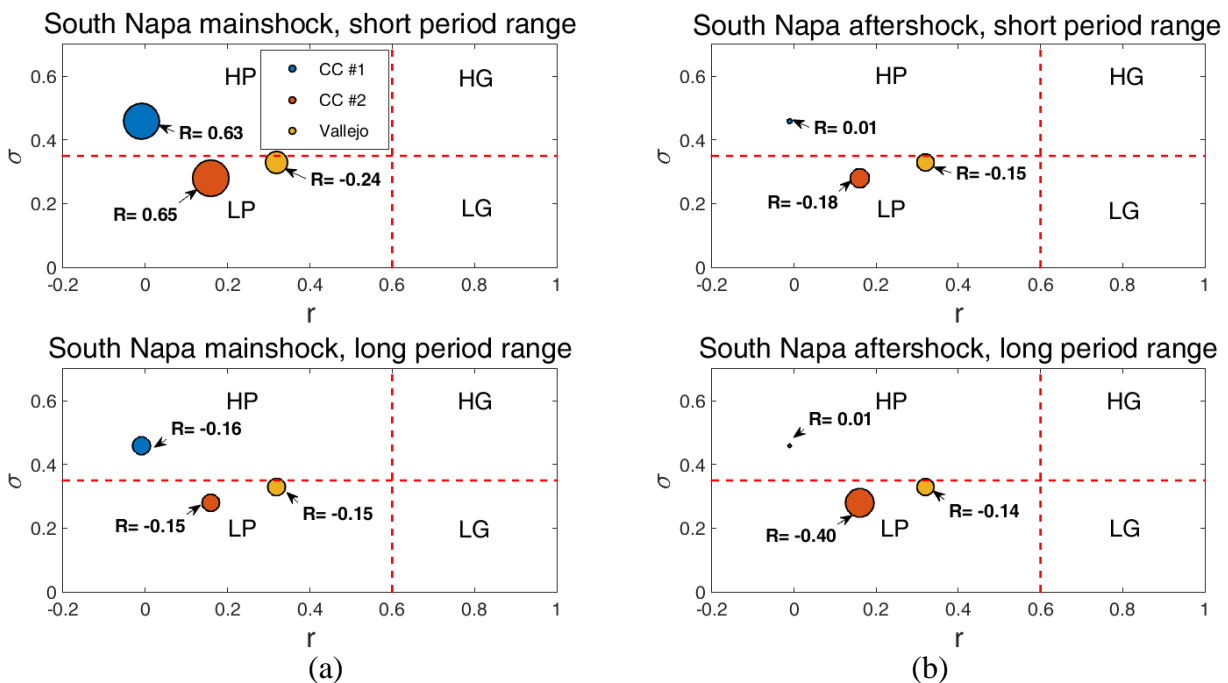 South Napa mainshock, short period range
HP
HG
CC #1
CC #2
Vallejo
R= 0.63
R= -0.24
R= 0.65
LP
LG
σ
0.6
0.4
0.2
0
-0.2 0 0.2 0.4 0.6 0.8 1
r
South Napa aftershock, short period range
HP
HG
R= 0.01
R= -0.15
R= -0.18
LP
LG
σ
0.6
0.4
0.2
0
-0.2 0 0.2 0.4 0.6 0.8 1
r
South Napa mainshock, long period range
HP
HG
R= -0.16
R= -0.15
R= -0.15
LP
LG
σ
0.6
0.4
0.2
0
-0.2 0 0.2 0.4 0.6 0.8 1
r
(a)
South Napa aftershock, long period range
HP
HG
R= 0.01
R= -0.14
R= -0.40
LP
LG
σ
0.6
0.4
0.2
0
-0.2 0 0.2 0.4 0.6 0.8 1
r
(b)